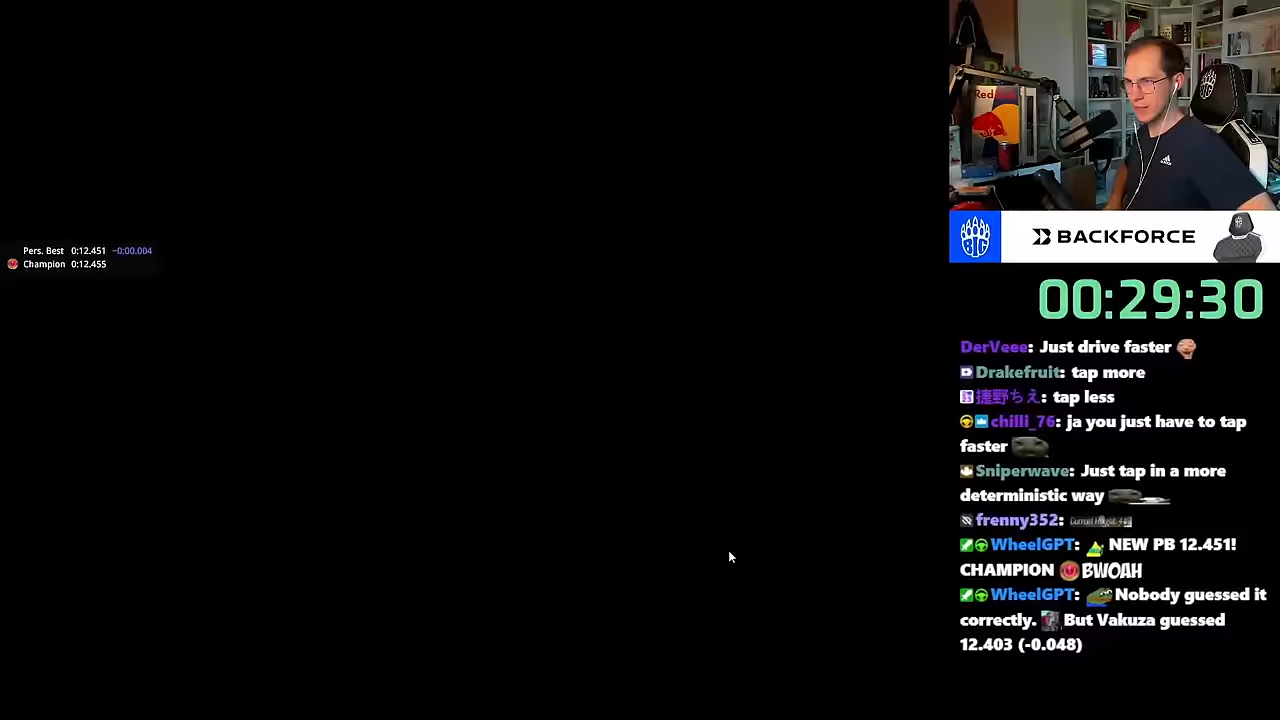 Pers. Best 0:12.451 -0:00.004
Champion 0:12.455
Red
BIG
BACKFORCE
00:29:30
DerVeee: Just drive faster
Drakefruit: tap more
捷野ちえ: tap less
chilli_76: ja you just have to tap
faster
Sniperwave: Just tap in a more
deterministic way
frenny352:
WheelGPT: NEW PB 12.451!
CHAMPION BWOAH
WheelGPT: Nobody guessed it
correctly. But Vakuza guessed
12.403 (-0.048)